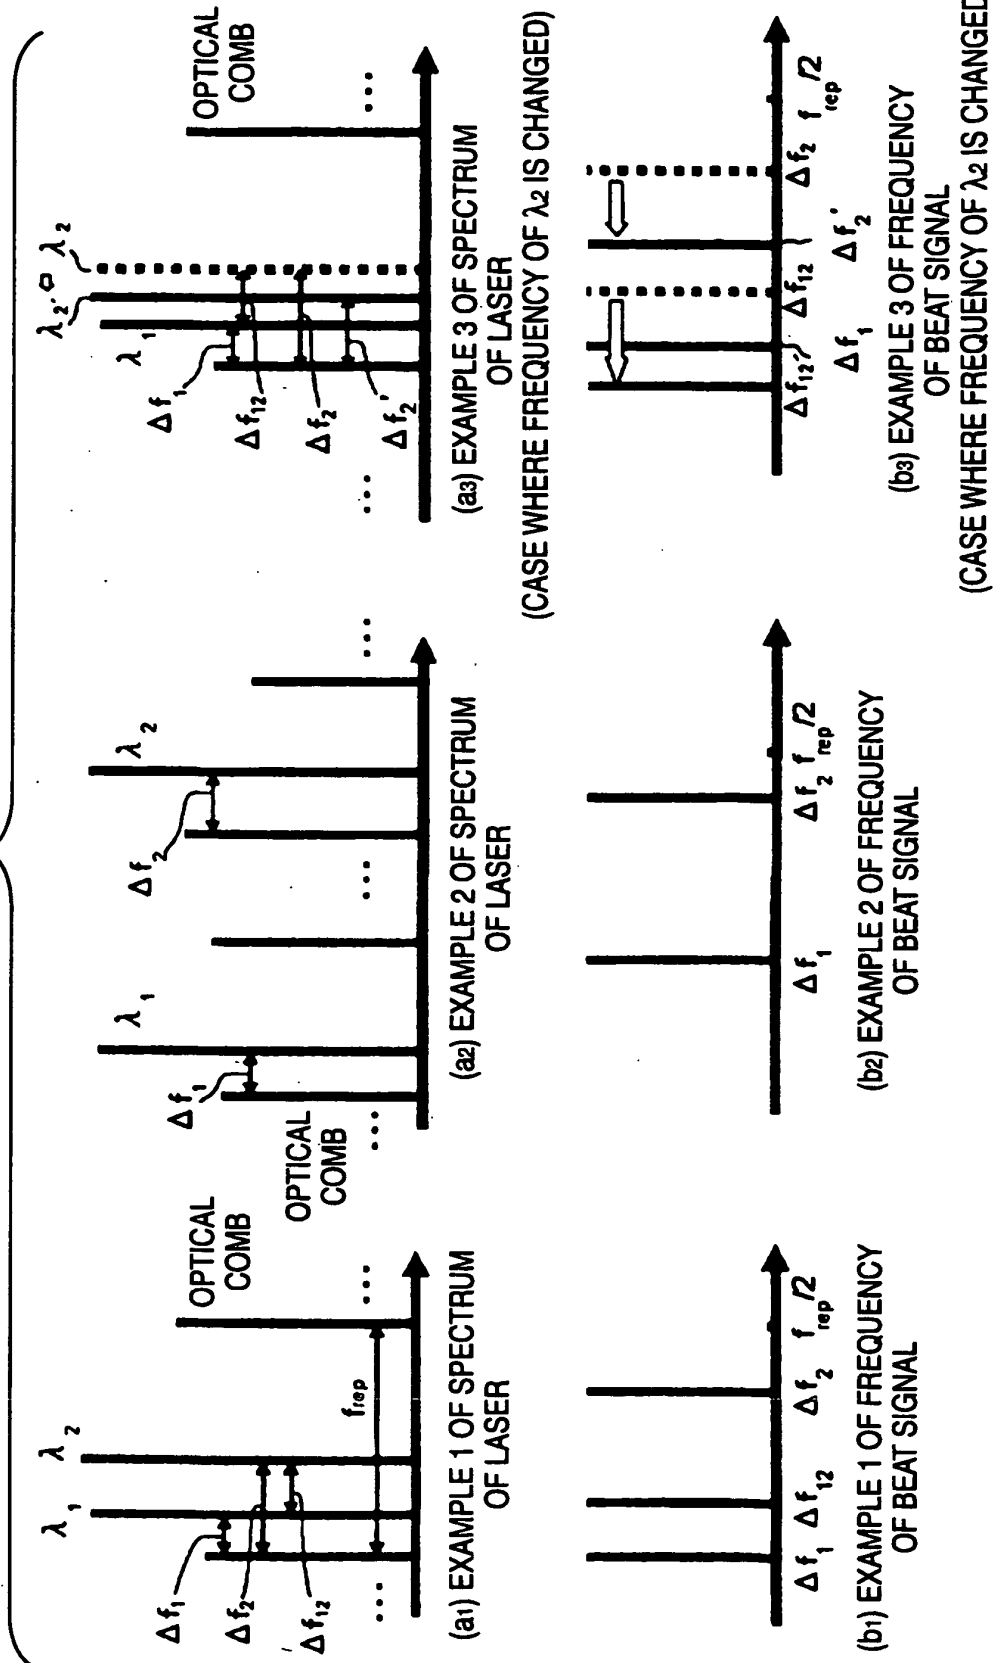 λ1
λ2
OPTICAL
COMB
Δf1
Δf2
Δf12
frep
...
...
(a1) EXAMPLE 1 OF SPECTRUM
OF LASER
λ1
λ2
Δf1
Δf2
OPTICAL
COMB
...
...
...
(a2) EXAMPLE 2 OF SPECTRUM
OF LASER
λ1
λ2' ⇦ λ2
OPTICAL
COMB
Δf1
Δf12
Δf2
Δf2'
...
...
(a3) EXAMPLE 3 OF SPECTRUM
OF LASER
(CASE WHERE FREQUENCY OF λ2 IS CHANGED)
Δf1 Δf12 Δf2 frep/2
(b1) EXAMPLE 1 OF FREQUENCY
OF BEAT SIGNAL
Δf1 Δf2 frep/2
(b2) EXAMPLE 2 OF FREQUENCY
OF BEAT SIGNAL
Δf12' Δf12 Δf2 frep/2
Δf1 Δf2'
(b3) EXAMPLE 3 OF FREQUENCY
OF BEAT SIGNAL
(CASE WHERE FREQUENCY OF λ2 IS CHANGED